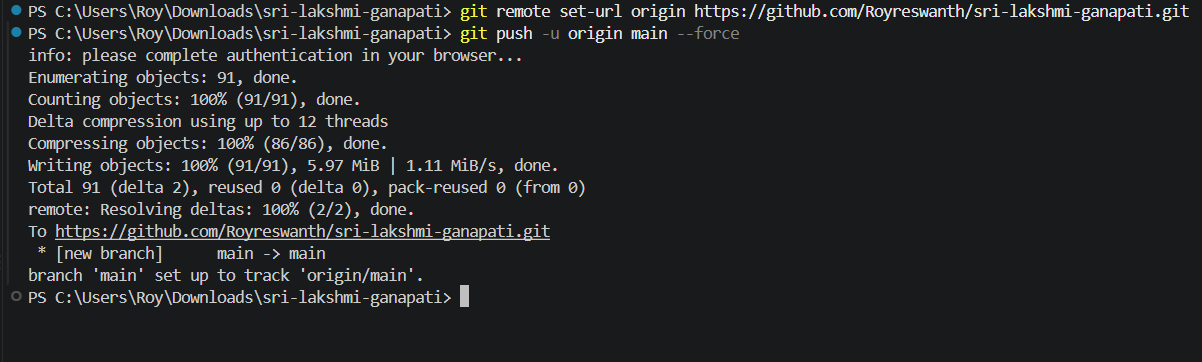 PS C:\Users\Roy\Downloads\sri-lakshmi-ganapati> git remote set-url origin https://github.com/Royreswanth/sri-lakshmi-ganapati.git
PS C:\Users\Roy\Downloads\sri-lakshmi-ganapati> git push -u origin main --force
info: please complete authentication in your browser...
Enumerating objects: 91, done.
Counting objects: 100% (91/91), done.
Delta compression using up to 12 threads
Compressing objects: 100% (86/86), done.
Writing objects: 100% (91/91), 5.97 MiB | 1.11 MiB/s, done.
Total 91 (delta 2), reused 0 (delta 0), pack-reused 0 (from 0)
remote: Resolving deltas: 100% (2/2), done.
To https://github.com/Royreswanth/sri-lakshmi-ganapati.git
 * [new branch]      main -> main
branch 'main' set up to track 'origin/main'.
PS C:\Users\Roy\Downloads\sri-lakshmi-ganapati>